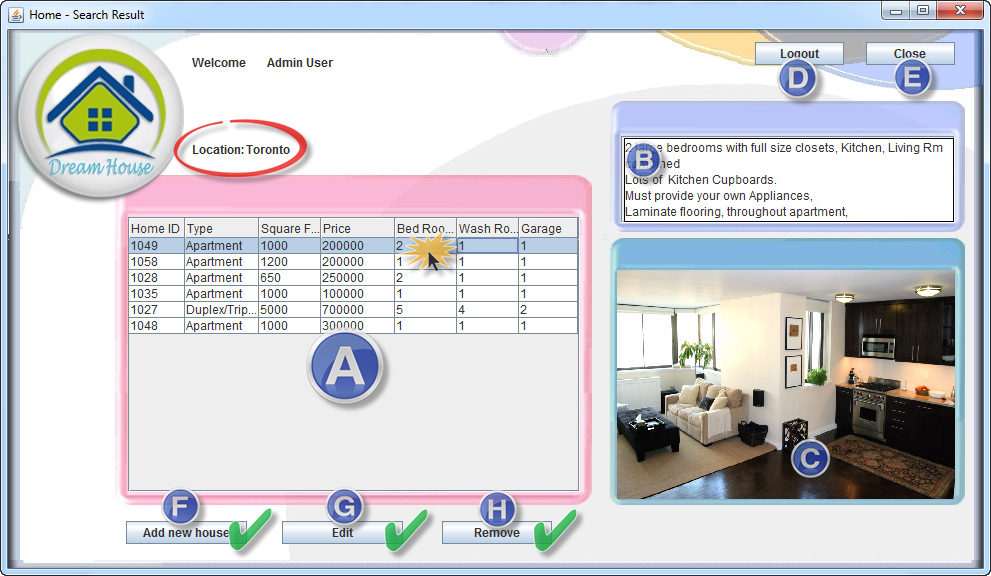 Home - Search Result
Welcome Admin User
Logout
Close
D
E
Dream House
Location: Toronto
B
2 large bedrooms with full size closets, Kitchen, Living Rm
Lots of Kitchen Cupboards.
Must provide your own Appliances,
Laminate flooring, throughout apartment,
Home ID Type Square F... Price Bed Roo... Wash Ro... Garage
1049 Apartment 1000 200000 2 1 1
1058 Apartment 1200 200000 1 1 1
1028 Apartment 650 250000 2 1 1
1035 Apartment 1000 100000 1 1 1
1027 Duplex/Trip... 5000 700000 5 4 2
1048 Apartment 1000 300000 1 1 1
A
C
F
G
H
Add new house
Edit
Remove